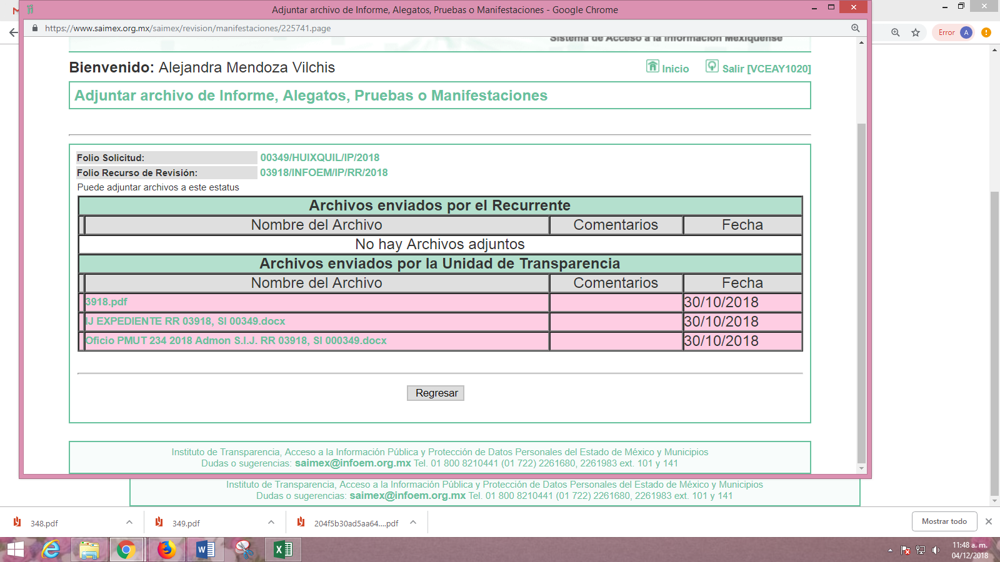 Adjuntar archivo de Informe, Alegatos, Pruebas o Manifestaciones - Google Chrome
https://www.saimex.org.mx/saimex/revision/manifestaciones/225741.page
Error A
Sistema de Acceso a la Información Mexiquense
Bienvenido: Alejandra Mendoza Vilchis
Inicio
Salir [VCEAY1020]
Adjuntar archivo de Informe, Alegatos, Pruebas o Manifestaciones
Folio Solicitud: 00349/HUIXQUIL/IP/2018
Folio Recurso de Revisión: 03918/INFOEM/IP/RR/2018
Puede adjuntar archivos a este estatus
Archivos enviados por el Recurrente
Nombre del Archivo Comentarios Fecha
No hay Archivos adjuntos
Archivos enviados por la Unidad de Transparencia
Nombre del Archivo Comentarios Fecha
3918.pdf 30/10/2018
IJ EXPEDIENTE RR 03918, SI 00349.docx 30/10/2018
Oficio PMUT 234 2018 Admon S.I.J. RR 03918, SI 000349.docx 30/10/2018
Regresar
Instituto de Transparencia, Acceso a la Información Pública y Protección de Datos Personales del Estado de México y Municipios
Dudas o sugerencias: saimex@infoem.org.mx Tel. 01 800 8210441 (01 722) 2261680, 2261983 ext. 101 y 141
Instituto de Transparencia, Acceso a la Información Pública y Protección de Datos Personales del Estado de México y Municipios
Dudas o sugerencias: saimex@infoem.org.mx Tel. 01 800 8210441 (01 722) 2261680, 2261983 ext. 101 y 141
348.pdf
349.pdf
204f5b30ad5aa64....pdf
Mostrar todo
11:48 a. m.
04/12/2018